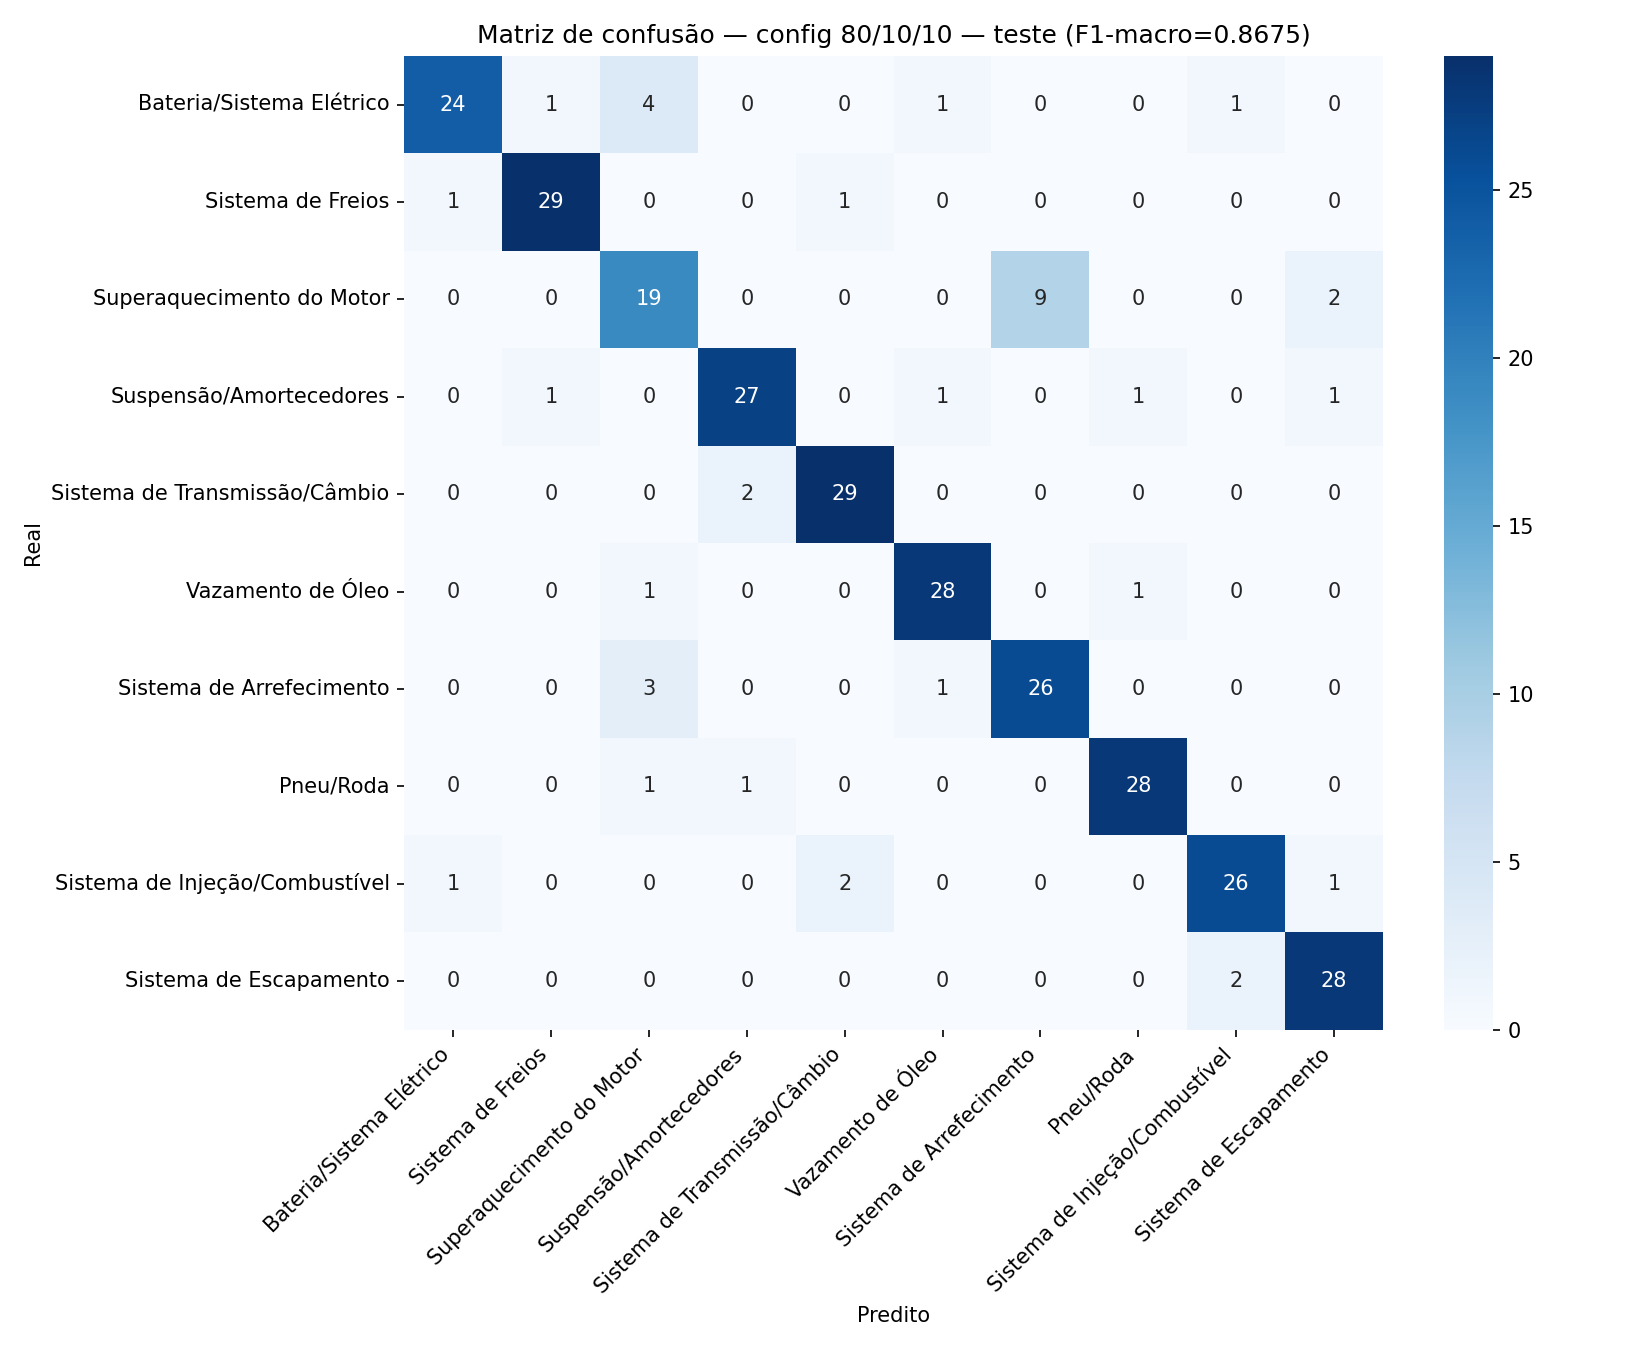 Matriz de confusão — config 80/10/10 — teste (F1-macro=0.8675)
Real
Bateria/Sistema Elétrico 24 1 4 0 0 1 0 0 1 0
Sistema de Freios 1 29 0 0 1 0 0 0 0 0
Superaquecimento do Motor 0 0 19 0 0 0 9 0 0 2
Suspensão/Amortecedores 0 1 0 27 0 1 0 1 0 1
Sistema de Transmissão/Câmbio 0 0 0 2 29 0 0 0 0 0
Vazamento de Óleo 0 0 1 0 0 28 0 1 0 0
Sistema de Arrefecimento 0 0 3 0 0 1 26 0 0 0
Pneu/Roda 0 0 1 1 0 0 0 28 0 0
Sistema de Injeção/Combustível 1 0 0 0 2 0 0 0 26 1
Sistema de Escapamento 0 0 0 0 0 0 0 0 2 28
Bateria/Sistema Elétrico
Sistema de Freios
Superaquecimento do Motor
Suspensão/Amortecedores
Sistema de Transmissão/Câmbio
Vazamento de Óleo
Sistema de Arrefecimento
Pneu/Roda
Sistema de Injeção/Combustível
Sistema de Escapamento
Predito
25
20
15
10
5
0